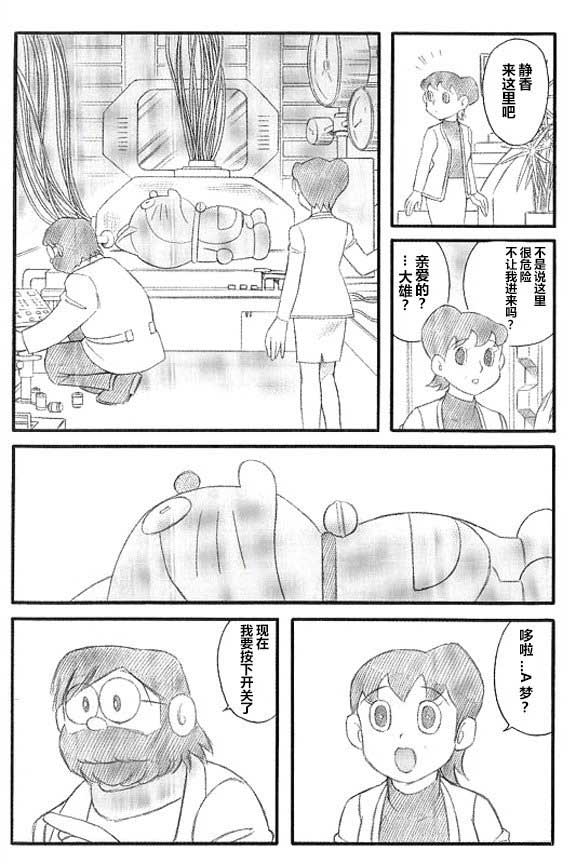 静香
来这里吧
不是说这里
很危险
不让我进来吗？
亲爱的？
…大雄？
哆啦…A梦？
现在
我要按下开关了